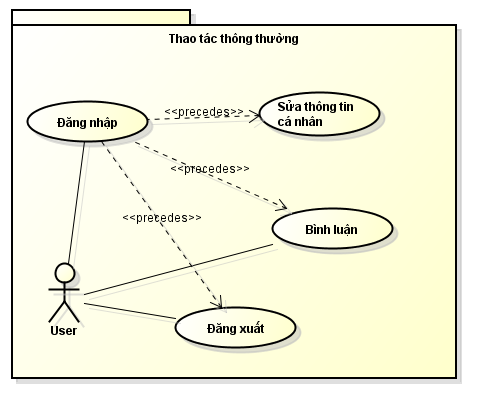 Thao tác thông thường
Đăng nhập
<<precedes>>
Sửa thông tin
cá nhân
<<precedes>>
Bình luận
<<precedes>>
Đăng xuất
User